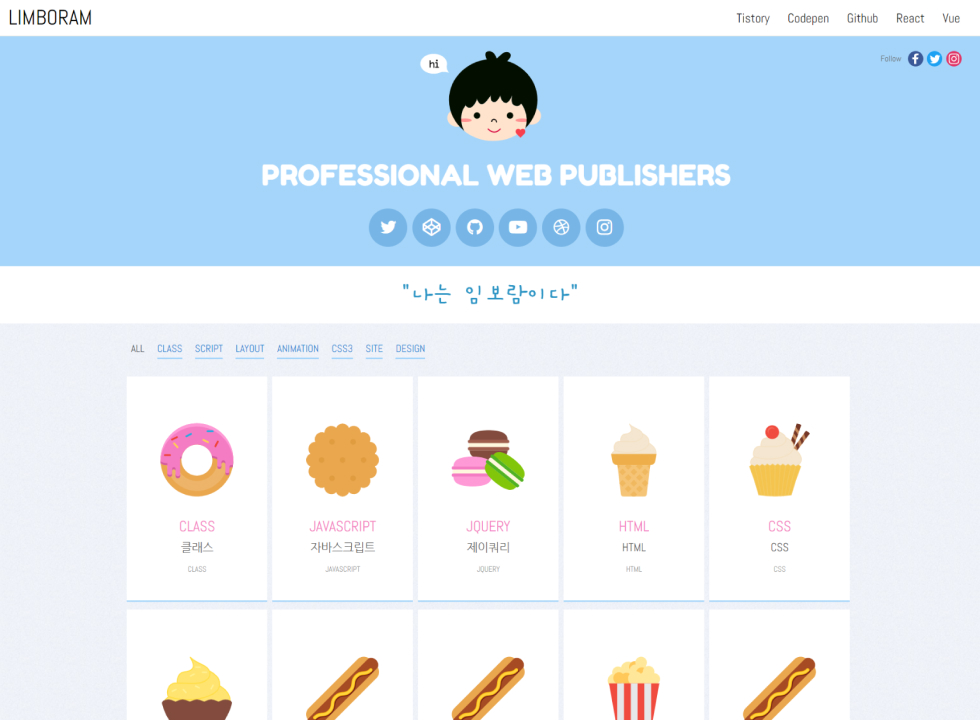 LIMBORAM
Tistory Codepen Github React Vue
Follow
hi
PROFESSIONAL WEB PUBLISHERS
"나는 임보람이다"
ALL CLASS SCRIPT LAYOUT ANIMATION CSS3 SITE DESIGN
CLASS
클래스
CLASS
JAVASCRIPT
자바스크립트
JAVASCRIPT
JQUERY
제이쿼리
JQUERY
HTML
HTML
HTML
CSS
CSS
CSS